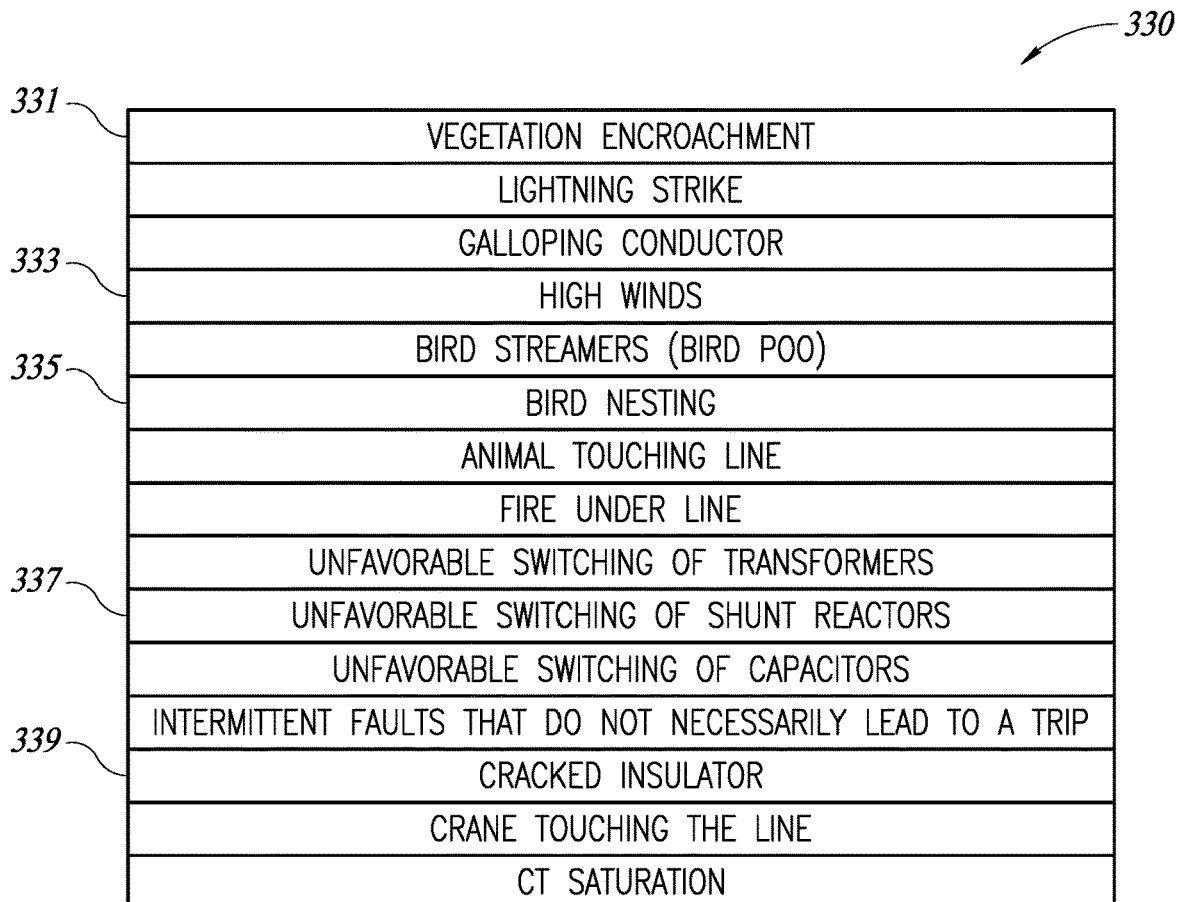 330
331
VEGETATION ENCROACHMENT
LIGHTNING STRIKE
GALLOPING CONDUCTOR
333
HIGH WINDS
BIRD STREAMERS (BIRD POO)
335
BIRD NESTING
ANIMAL TOUCHING LINE
FIRE UNDER LINE
UNFAVORABLE SWITCHING OF TRANSFORMERS
337
UNFAVORABLE SWITCHING OF SHUNT REACTORS
UNFAVORABLE SWITCHING OF CAPACITORS
INTERMITTENT FAULTS THAT DO NOT NECESSARILY LEAD TO A TRIP
339
CRACKED INSULATOR
CRANE TOUCHING THE LINE
CT SATURATION